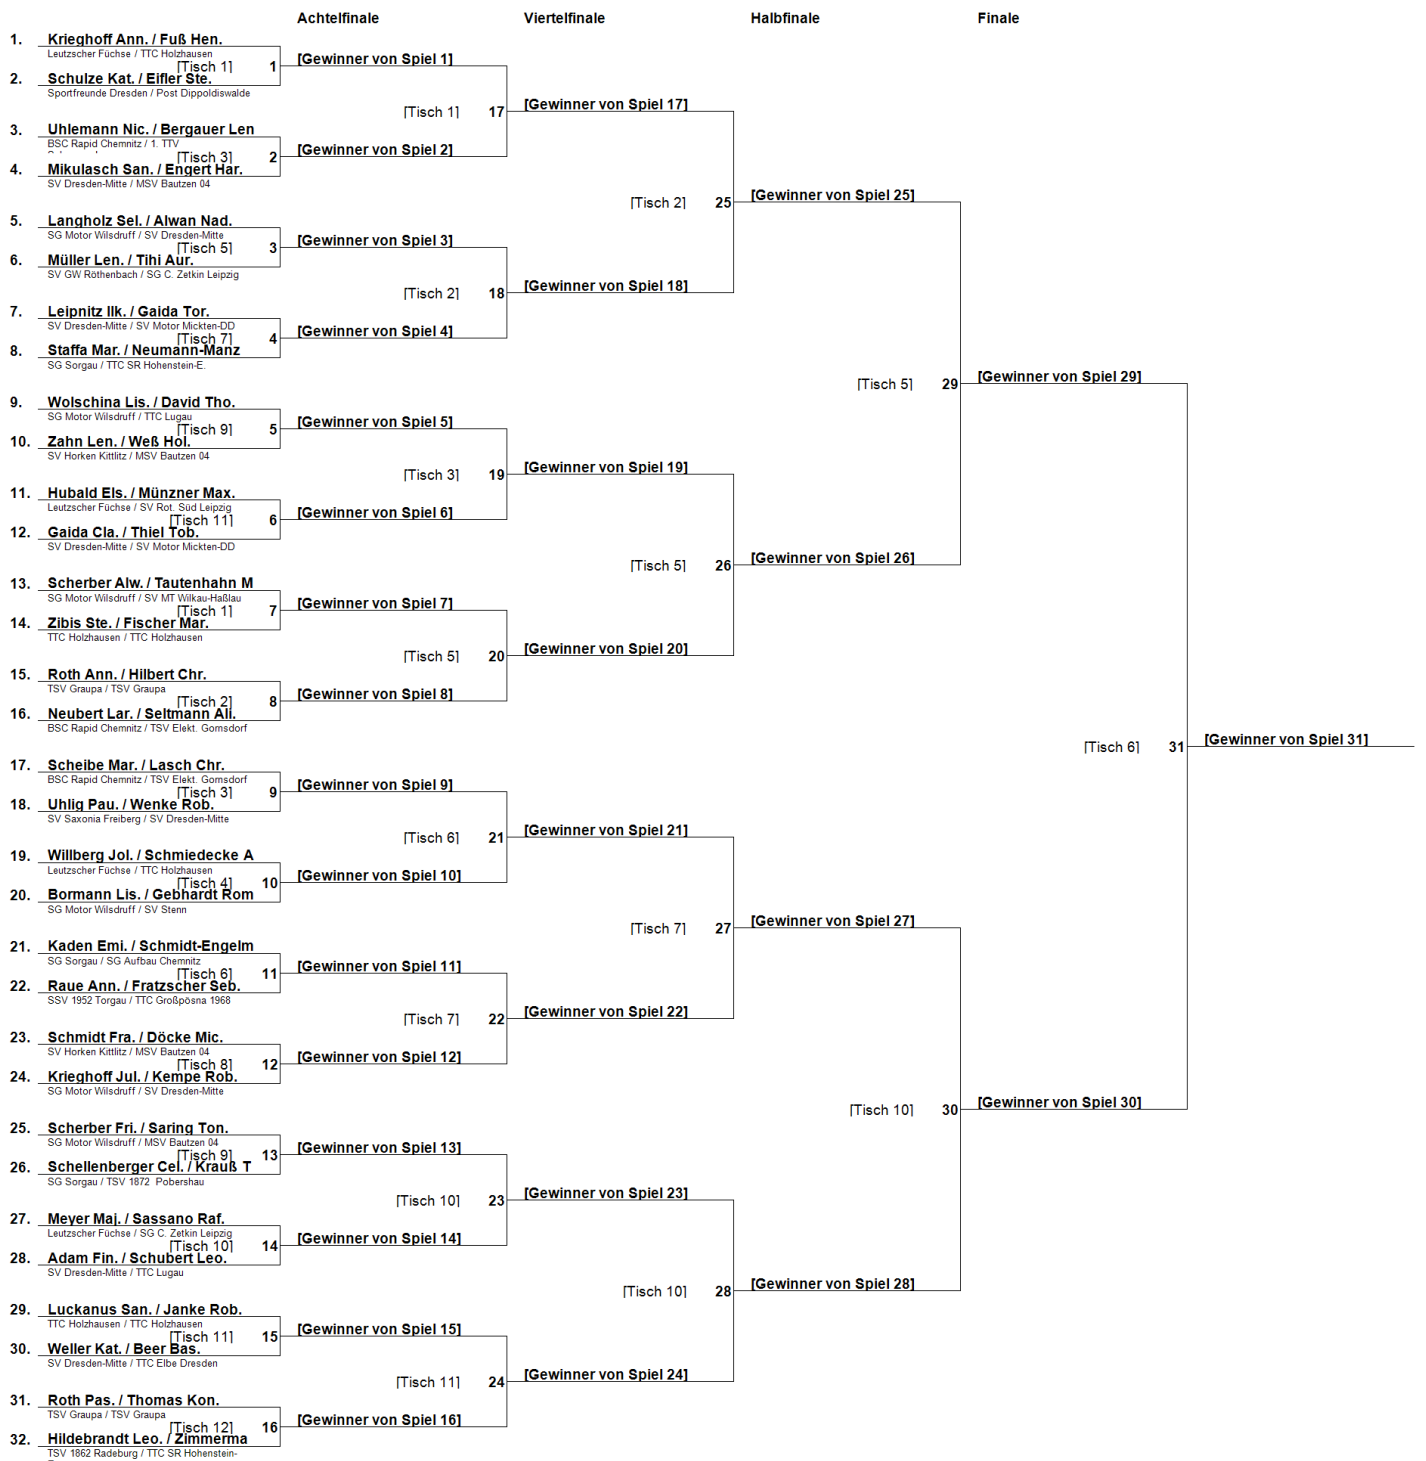 Achtelfinale Viertelfinale Halbfinale Finale
1. Krieghoff Ann. / Fuß Hen.
Leutzscher Füchse / TTC Holzhausen
[Gewinner von Spiel 1]
[Tisch 1] 1
2. Schulze Kat. / Eifler Ste.
Sportfreunde Dresden / Post Dippoldiswalde
[Gewinner von Spiel 17]
[Tisch 1] 17
3. Uhlemann Nic. / Bergauer Len
BSC Rapid Chemnitz / 1. TTV
[Gewinner von Spiel 2]
[Tisch 3] 2
4. Mikulasch San. / Engert Har.
SV Dresden-Mitte / MSV Bautzen 04
[Gewinner von Spiel 25]
[Tisch 2] 25
5. Langholz Sel. / Alwan Nad.
SG Motor Wilsdruff / SV Dresden-Mitte
[Gewinner von Spiel 3]
[Tisch 5] 3
6. Müller Len. / Tihi Aur.
SV GW Röthenbach / SG C. Zetkin Leipzig
[Gewinner von Spiel 18]
[Tisch 2] 18
7. Leipnitz Ilk. / Gaida Tor.
SV Dresden-Mitte / SV Motor Mickten-DD
[Gewinner von Spiel 4]
[Tisch 7] 4
8. Staffa Mar. / Neumann-Manz
SG Sorgau / TTC SR Hohenstein-E.
[Gewinner von Spiel 29]
[Tisch 5] 29
9. Wolschina Lis. / David Tho.
SG Motor Wilsdruff / TTC Lugau
[Gewinner von Spiel 5]
[Tisch 9] 5
10. Zahn Len. / Weß Hol.
SV Horken Kittlitz / MSV Bautzen 04
[Gewinner von Spiel 19]
[Tisch 3] 19
11. Hubald Els. / Münzner Max.
Leutzscher Füchse / SV Rot. Süd Leipzig
[Gewinner von Spiel 6]
[Tisch 11] 6
12. Gaida Cla. / Thiel Tob.
SV Dresden-Mitte / SV Motor Mickten-DD
[Gewinner von Spiel 26]
[Tisch 5] 26
13. Scherber Alw. / Tautenhahn M
SG Motor Wilsdruff / SV MT Wilkau-Haßlau
[Gewinner von Spiel 7]
[Tisch 1] 7
14. Zibis Ste. / Fischer Mar.
TTC Holzhausen / TTC Holzhausen
[Gewinner von Spiel 20]
[Tisch 5] 20
15. Roth Ann. / Hilbert Chr.
TSV Graupa / TSV Graupa
[Gewinner von Spiel 8]
[Tisch 2] 8
16. Neubert Lar. / Seltmann Ali.
BSC Rapid Chemnitz / TSV Elekt. Gornsdorf
[Gewinner von Spiel 31]
[Tisch 6] 31
17. Scheibe Mar. / Lasch Chr.
BSC Rapid Chemnitz / TSV Elekt. Gornsdorf
[Gewinner von Spiel 9]
[Tisch 3] 9
18. Uhlig Pau. / Wenke Rob.
SV Saxonia Freiberg / SV Dresden-Mitte
[Gewinner von Spiel 21]
[Tisch 6] 21
19. Willberg Jol. / Schmiedecke A
Leutzscher Füchse / TTC Holzhausen
[Gewinner von Spiel 10]
[Tisch 4] 10
20. Bormann Lis. / Gebhardt Rom
SG Motor Wilsdruff / SV Stenn
[Gewinner von Spiel 27]
[Tisch 7] 27
21. Kaden Emi. / Schmidt-Engelm
SG Sorgau / SG Aufbau Chemnitz
[Gewinner von Spiel 11]
[Tisch 6] 11
22. Raue Ann. / Fratzscher Seb.
SSV 1952 Torgau / TTC Großpösna 1968
[Gewinner von Spiel 22]
[Tisch 7] 22
23. Schmidt Fra. / Döcke Mic.
SV Horken Kittlitz / MSV Bautzen 04
[Gewinner von Spiel 12]
[Tisch 8] 12
24. Krieghoff Jul. / Kempe Rob.
SG Motor Wilsdruff / SV Dresden-Mitte
[Gewinner von Spiel 30]
[Tisch 10] 30
25. Scherber Fri. / Saring Ton.
SG Motor Wilsdruff / MSV Bautzen 04
[Gewinner von Spiel 13]
[Tisch 9] 13
26. Schellenberger Cel. / Krauß T
SG Sorgau / TSV 1872 Pobershau
[Gewinner von Spiel 23]
[Tisch 10] 23
27. Meyer Maj. / Sassano Raf.
Leutzscher Füchse / SG C. Zetkin Leipzig
[Gewinner von Spiel 14]
[Tisch 10] 14
28. Adam Fin. / Schubert Leo.
SV Dresden-Mitte / TTC Lugau
[Gewinner von Spiel 28]
[Tisch 10] 28
29. Luckanus San. / Janke Rob.
TTC Holzhausen / TTC Holzhausen
[Gewinner von Spiel 15]
[Tisch 11] 15
30. Weller Kat. / Beer Bas.
SV Dresden-Mitte / TTC Elbe Dresden
[Gewinner von Spiel 24]
[Tisch 11] 24
31. Roth Pas. / Thomas Kon.
TSV Graupa / TSV Graupa
[Gewinner von Spiel 16]
[Tisch 12] 16
32. Hildebrandt Leo. / Zimmerma
TSV 1862 Radeburg / TTC SR Hohenstein-